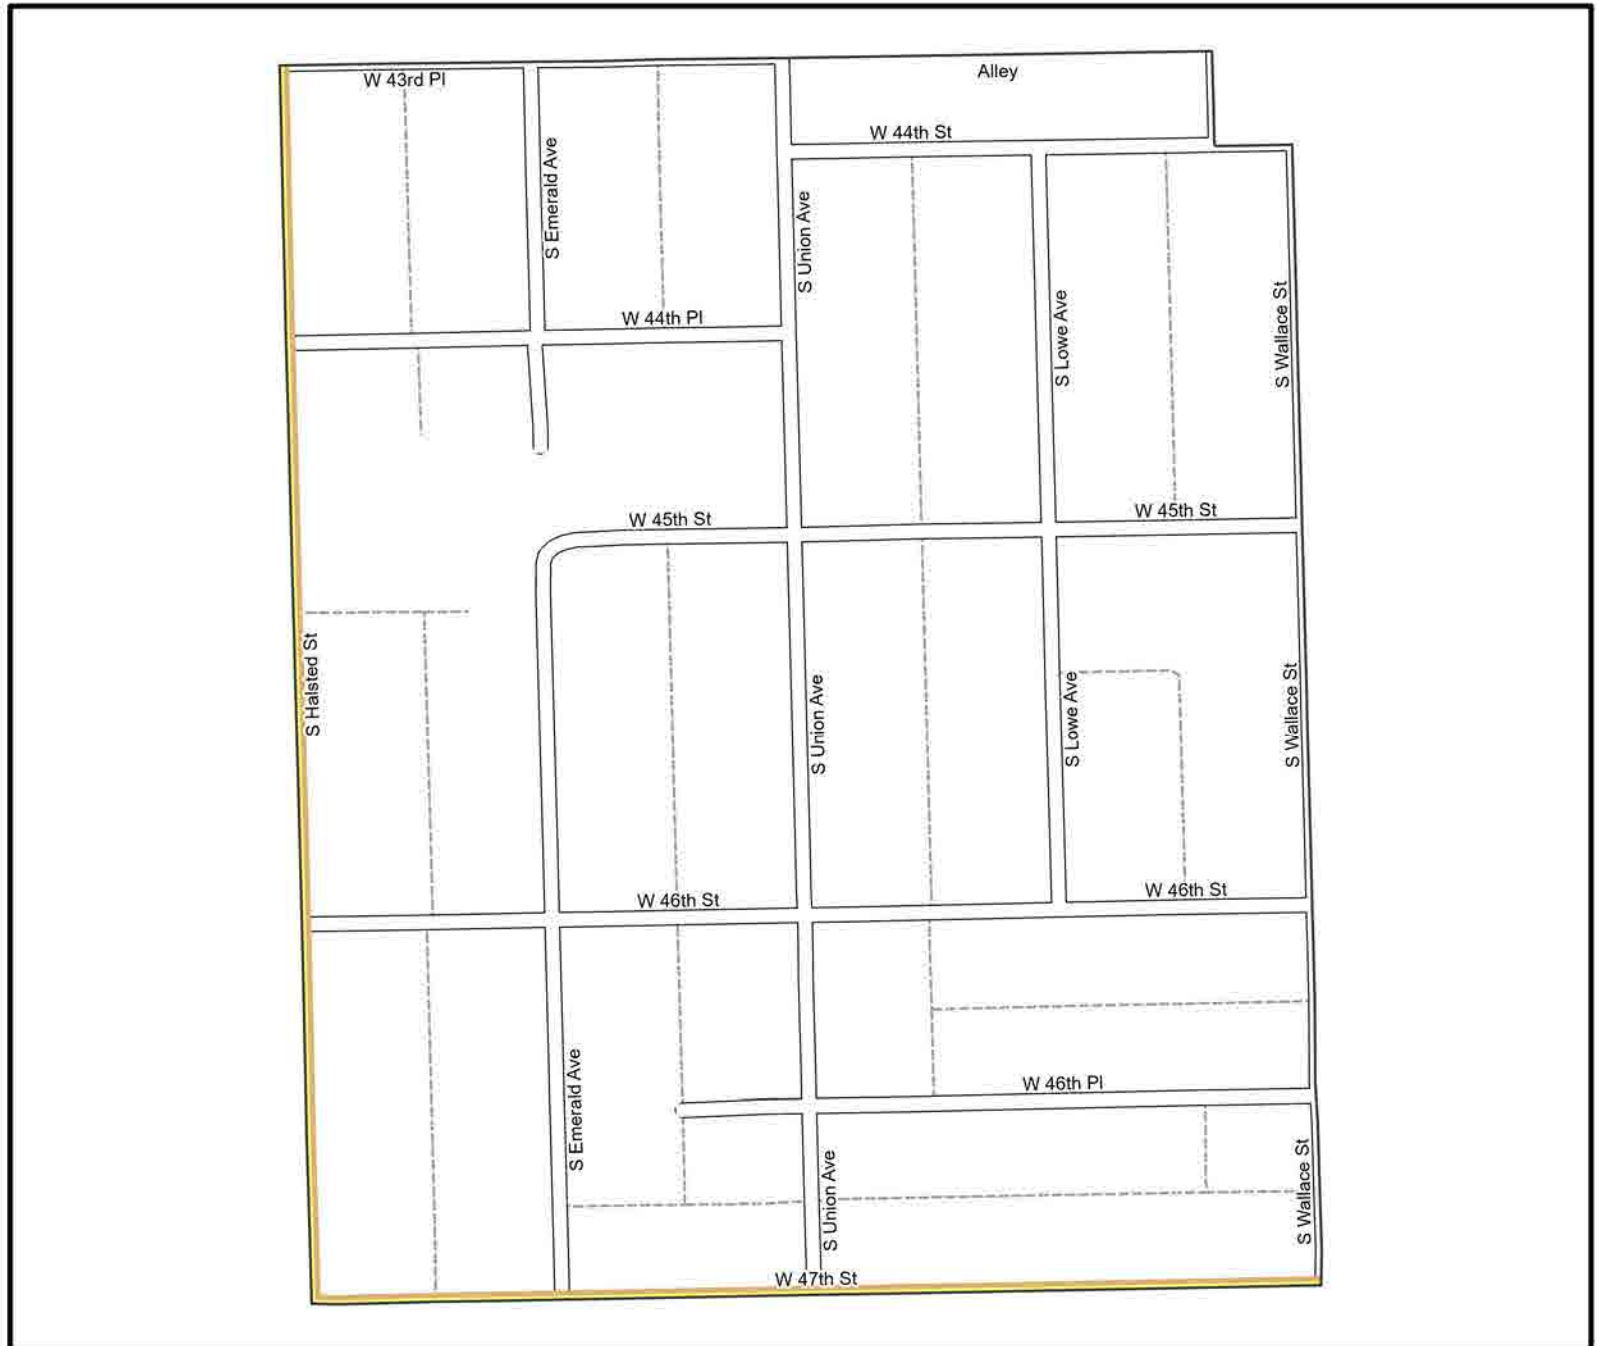 Alley
W 43rd Pl
W 44th St
S Emerald Ave
S Union Ave
W 44th Pl
S Lowe Ave
S Wallace St
W 45th St
W 45th St
S Halsted St
S Union Ave
S Lowe Ave
S Wallace St
W 46th St
W 46th St
W 46th Pl
S Emerald Ave
S Union Ave
S Wallace St
W 47th St